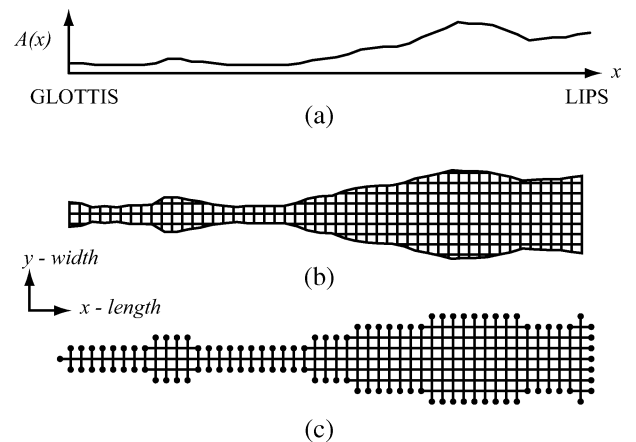 A(x)
x
GLOTTIS LIPS
(a)
(b)
y - width
x - length
(c)